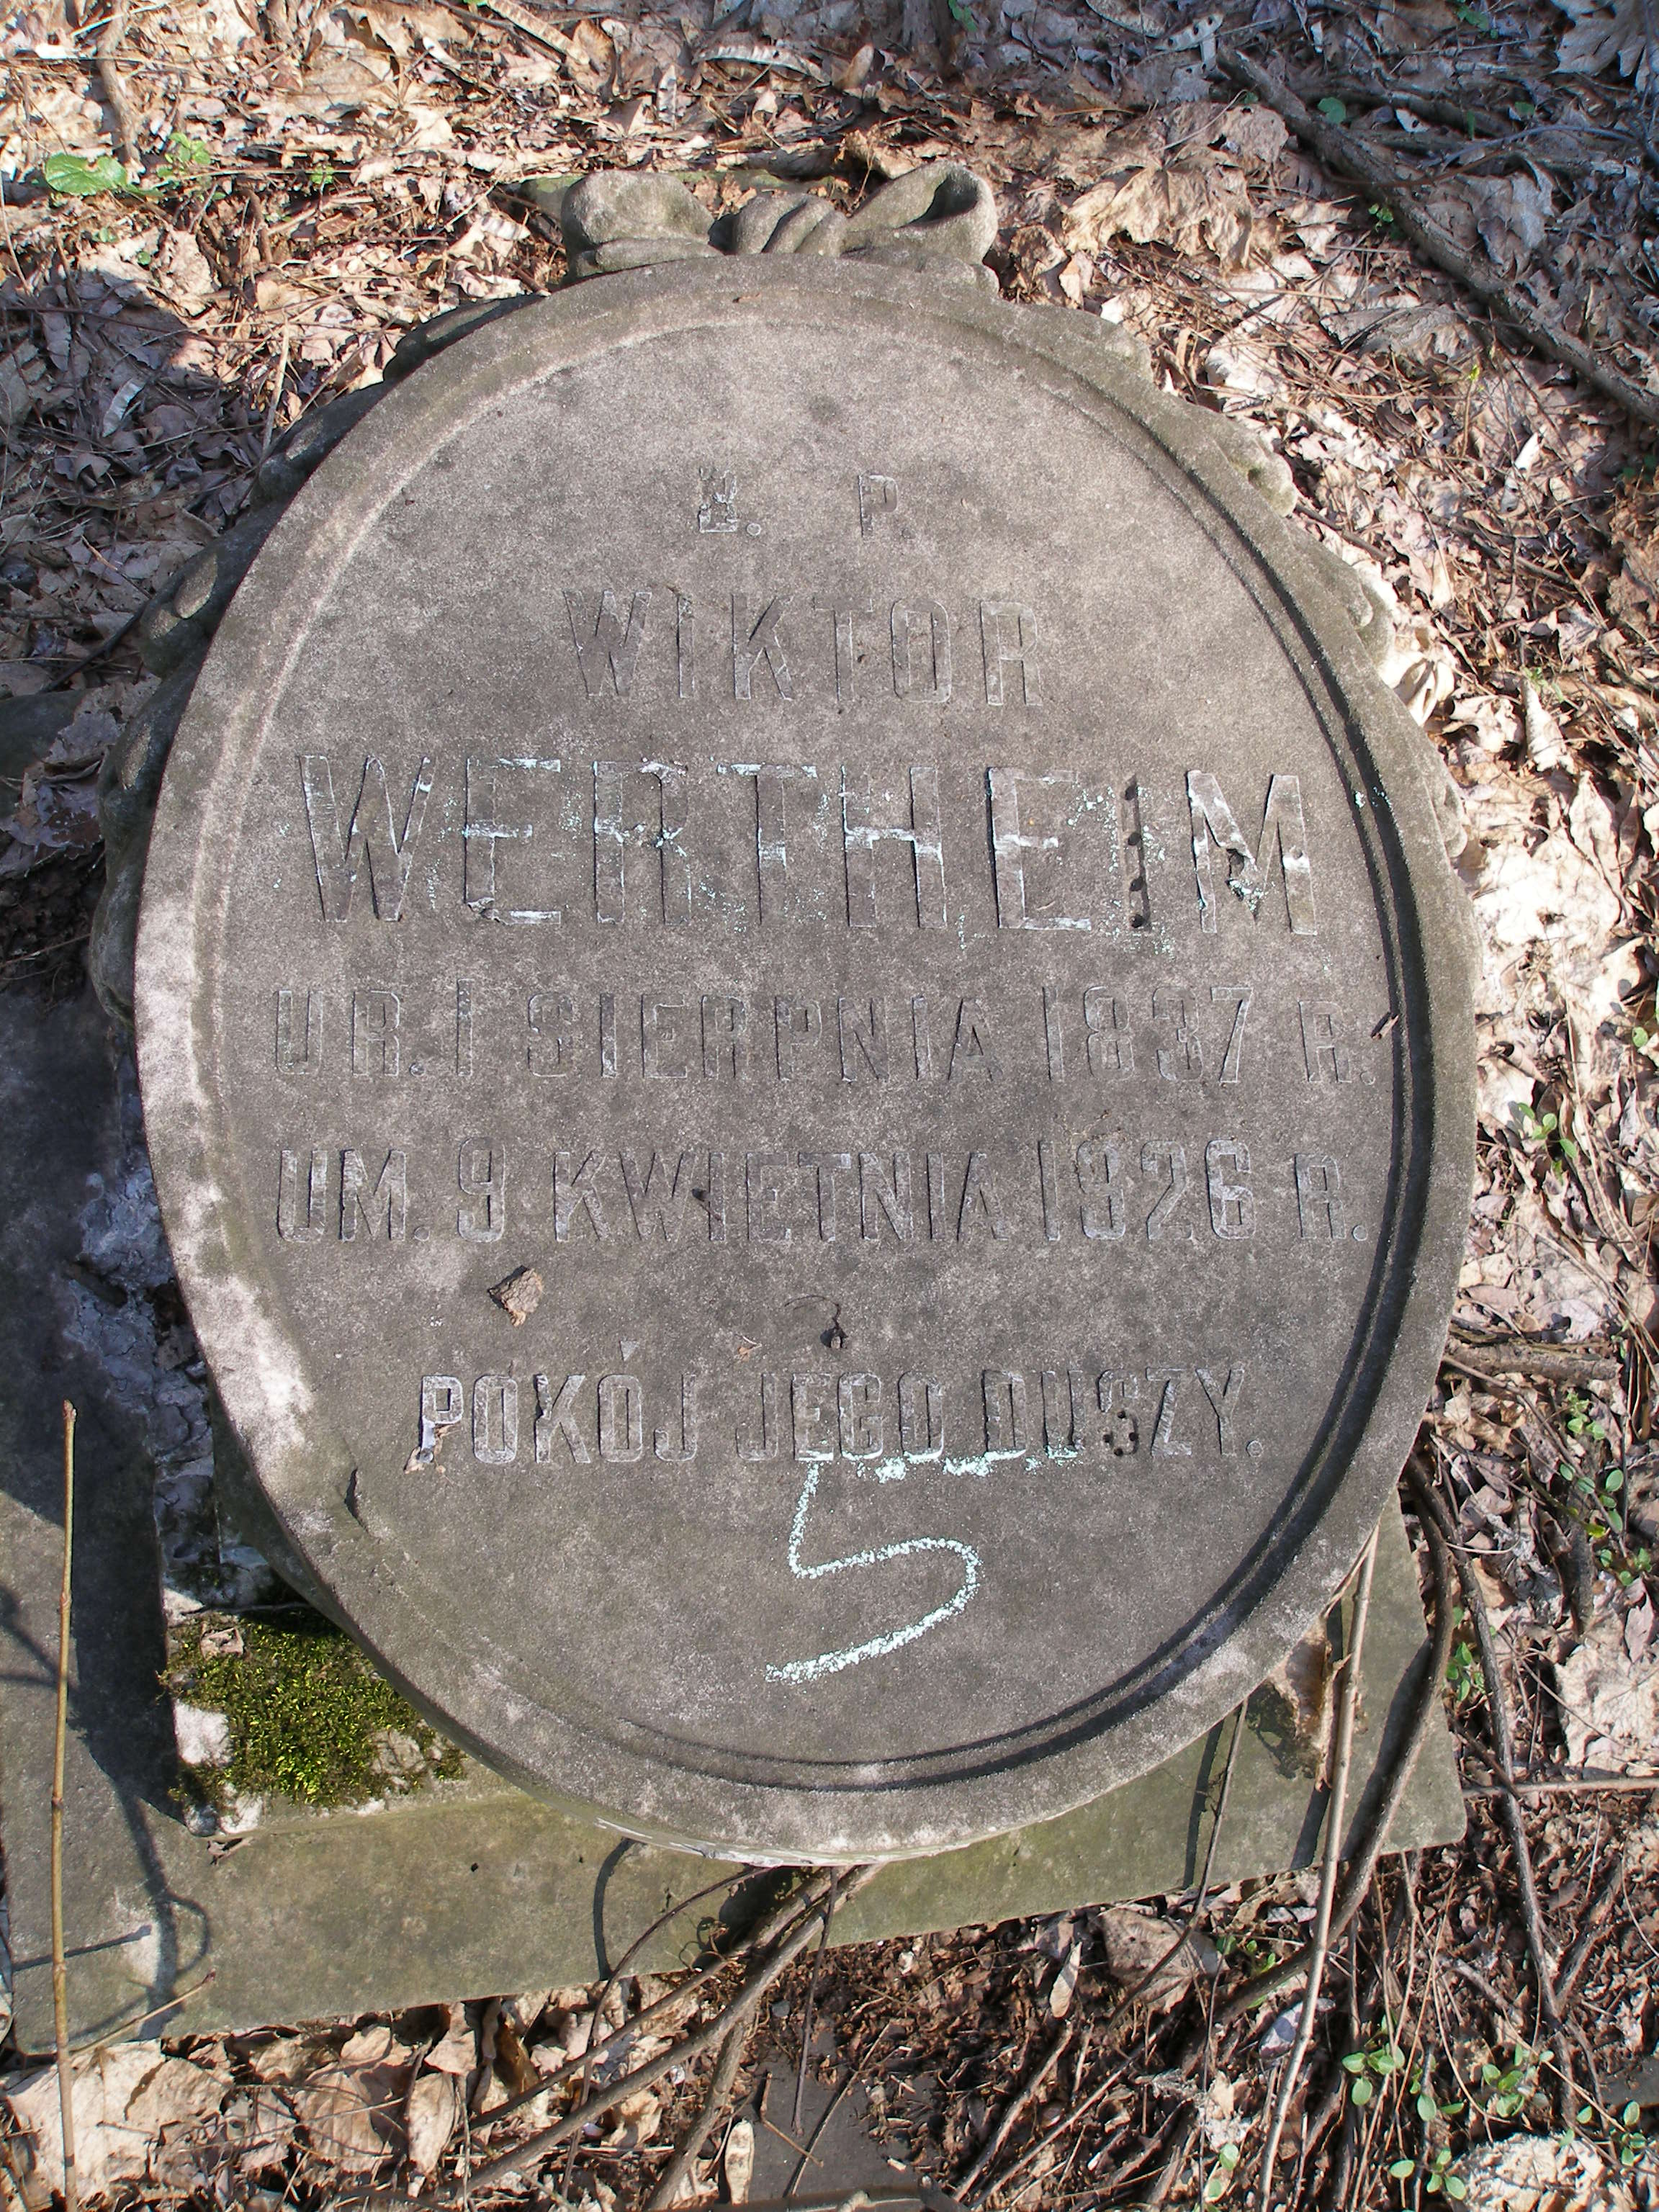 B. P.
WIKTOR
WERTHEIM
UR. 1 SIERPNIA 1837 R.
UM. 9 KWIETNIA 1926 R.
POKÓJ JEGO DUSZY.
5